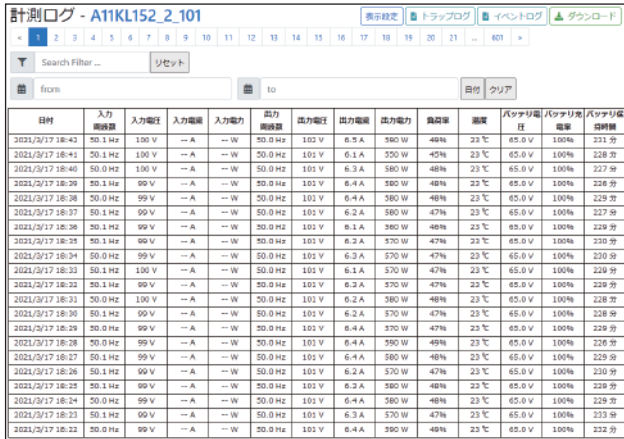 計測ログ - A11KL152_2_101
表示設定 トラップログ イベントログ ダウンロード
« 1 2 3 4 5 6 7 8 9 10 11 12 13 14 15 16 17 18 19 20 21 ... 601 »
Search Filter ... リセット
from to 日付 クリア
日付 入力周波数 入力電圧 入力電流 入力電力 出力周波数 出力電圧 出力電流 出力電力 負荷率 温度 バッテリ電圧 バッテリ充電率 バッテリ保持時間
2021/3/17 18:42 50.1 Hz 100 V -- A -- W 50.0 Hz 102 V 6.5 A 590 W 49% 23 ℃ 65.0 V 100% 231 分
2021/3/17 18:41 50.1 Hz 100 V -- A -- W 50.0 Hz 101 V 6.1 A 550 W 45% 23 ℃ 65.0 V 100% 228 分
2021/3/17 18:40 50.1 Hz 100 V -- A -- W 50.0 Hz 101 V 6.3 A 580 W 48% 23 ℃ 65.0 V 100% 227 分
2021/3/17 18:39 50.1 Hz 99 V -- A -- W 50.0 Hz 101 V 6.4 A 580 W 48% 23 ℃ 65.0 V 100% 226 分
2021/3/17 18:38 50.0 Hz 99 V -- A -- W 50.0 Hz 101 V 6.4 A 580 W 48% 23 ℃ 65.0 V 100% 229 分
2021/3/17 18:37 50.1 Hz 99 V -- A -- W 50.0 Hz 101 V 6.2 A 580 W 47% 23 ℃ 65.0 V 100% 227 分
2021/3/17 18:36 50.1 Hz 99 V -- A -- W 50.0 Hz 101 V 6.1 A 560 W 46% 23 ℃ 65.0 V 100% 229 分
2021/3/17 18:35 50.1 Hz 99 V -- A -- W 50.0 Hz 101 V 6.2 A 570 W 47% 23 ℃ 65.0 V 100% 230 分
2021/3/17 18:34 50.0 Hz 99 V -- A -- W 50.0 Hz 101 V 6.3 A 570 W 47% 23 ℃ 65.0 V 100% 230 分
2021/3/17 18:33 50.1 Hz 100 V -- A -- W 50.0 Hz 101 V 6.1 A 570 W 47% 23 ℃ 65.0 V 100% 229 分
2021/3/17 18:32 50.1 Hz 99 V -- A -- W 50.0 Hz 101 V 6.3 A 570 W 47% 23 ℃ 65.0 V 100% 229 分
2021/3/17 18:31 50.0 Hz 100 V -- A -- W 50.0 Hz 101 V 6.2 A 580 W 48% 23 ℃ 65.0 V 100% 228 分
2021/3/17 18:30 50.1 Hz 99 V -- A -- W 50.0 Hz 101 V 6.2 A 570 W 47% 23 ℃ 65.0 V 100% 228 分
2021/3/17 18:29 50.0 Hz 99 V -- A -- W 50.0 Hz 101 V 6.4 A 570 W 47% 23 ℃ 65.0 V 100% 229 分
2021/3/17 18:28 50.0 Hz 99 V -- A -- W 50.0 Hz 101 V 6.4 A 590 W 49% 23 ℃ 65.0 V 100% 226 分
2021/3/17 18:27 50.1 Hz 99 V -- A -- W 50.0 Hz 101 V 6.4 A 580 W 48% 23 ℃ 65.0 V 100% 229 分
2021/3/17 18:26 50.1 Hz 99 V -- A -- W 50.0 Hz 101 V 6.2 A 570 W 47% 23 ℃ 65.0 V 100% 230 分
2021/3/17 18:25 50.1 Hz 99 V -- A -- W 50.0 Hz 101 V 6.3 A 580 W 48% 23 ℃ 65.0 V 100% 229 分
2021/3/17 18:24 50.0 Hz 99 V -- A -- W 50.0 Hz 101 V 6.4 A 580 W 48% 23 ℃ 65.0 V 100% 229 分
2021/3/17 18:23 50.1 Hz 99 V -- A -- W 50.0 Hz 101 V 6.3 A 570 W 47% 23 ℃ 65.0 V 100% 233 分
2021/3/17 18:22 50.0 Hz 99 V -- A -- W 50.0 Hz 101 V 6.4 A 590 W 49% 23 ℃ 65.0 V 100% 232 分